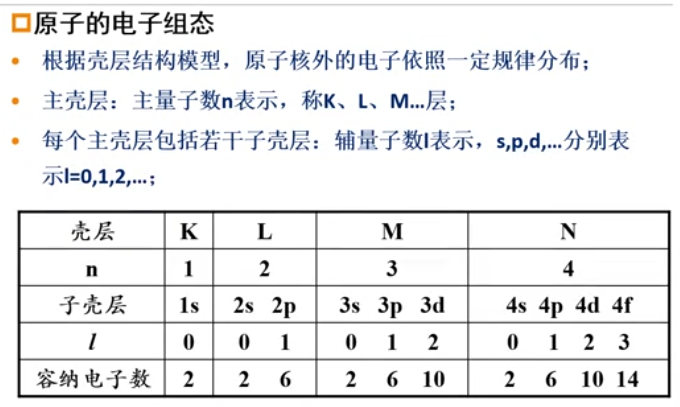 原子的电子组态
• 根据壳层结构模型，原子核外的电子依照一定规律分布；
• 主壳层：主量子数n表示，称K、L、M…层；
• 每个主壳层包括若干子壳层：辅量子数l表示，s,p,d,…分别表
示l=0,1,2,…；
壳层 K L M N
n 1 2 3 4
子壳层 1s 2s 2p 3s 3p 3d 4s 4p 4d 4f
l 0 0 1 0 1 2 0 1 2 3
容纳电子数 2 2 6 2 6 10 2 6 10 14